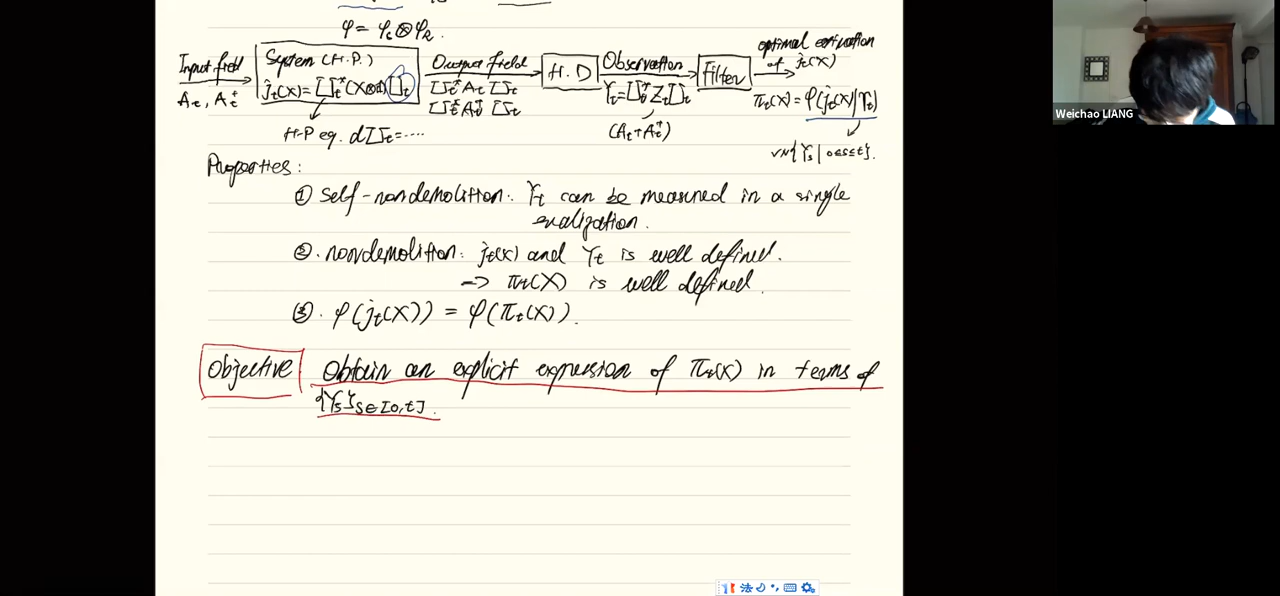 φ = φ_s ⊗ φ_R.
Input field
A_t, A_t^+
System (H.P.)
j_t(X) = U_t^*(X⊗1) U_t
H-P eq. dU_t = ....
Output field
U_t^* A_t U_t
U_t^* A_t^+ U_t
H.D
Observation
Y_t = U_t^* Z_t U_t
(A_t + A_t^+)
Filter
optimal estimation
of j_t(X)
π_t(X) = φ(j_t(X)|Y_t)
vN{Y_s | 0≤s≤t}.
Properties:
① self-nondemolition: Y_t can be measured in a single
realization.
②. nondemolition: j_t(X) and Y_t is well defined.
→ π_t(X) is well defined.
③. φ(j_t(X)) = φ(π_t(X)).
Objective Obtain an explicit expression of π_t(X) in terms of
{Y_s}_{s∈[0,t]}.
Weichao LIANG
法